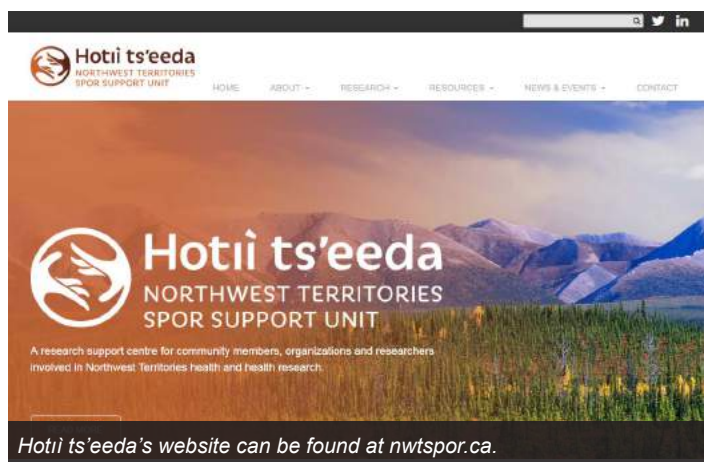 in
Hotıì ts'eeda
NORTHWEST TERRITORIES
SPOR SUPPORT UNIT
HOME ABOUT RESEARCH RESOURCES NEWS & EVENTS CONTACT
Hotıì ts'eeda
NORTHWEST TERRITORIES
SPOR SUPPORT UNIT
A research support centre for community members, organizations and researchers
involved in Northwest Territories health and health research.
Hotıì ts'eeda's website can be found at nwtspor.ca.